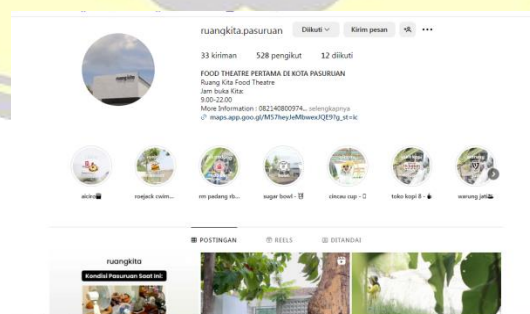 ruangkita.pasuruan Diikuti Kirim pesan
33 kiriman 528 pengikut 12 diikuti
FOOD THEATRE PERTAMA DI KOTA PASURUAN
Ruang Kita Food Theatre
Jam buka Kita:
9.00-22.00
More Information : 082140800974... selengkapnya
maps.app.goo.gl/M57heyJeMbwexJQE9?g_st=ic
aiciro roejack cwim... rm padang rb... sugar bowl - cincau cup - toko kopi 8 - warung jati
POSTINGAN REELS DITANDAI
ruangkita
Kondisi Pasuruan Saat Ini: